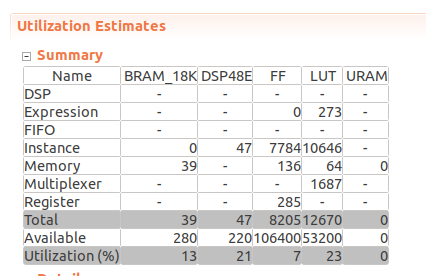 Utilization Estimates
Summary
Name BRAM_18K DSP48E FF LUT URAM
DSP - - - - -
Expression - - 0 273 -
FIFO - - - - -
Instance 0 47 7784 10646 -
Memory 39 - 136 64 0
Multiplexer - - - 1687 -
Register - - 285 - -
Total 39 47 8205 12670 0
Available 280 220 106400 53200 0
Utilization (%) 13 21 7 23 0